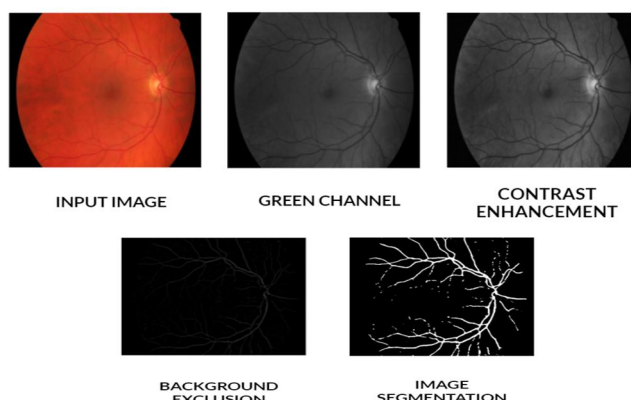 INPUT IMAGE
GREEN CHANNEL
CONTRAST
ENHANCEMENT
BACKGROUND
EXCLUSION
IMAGE
SEGMENTATION